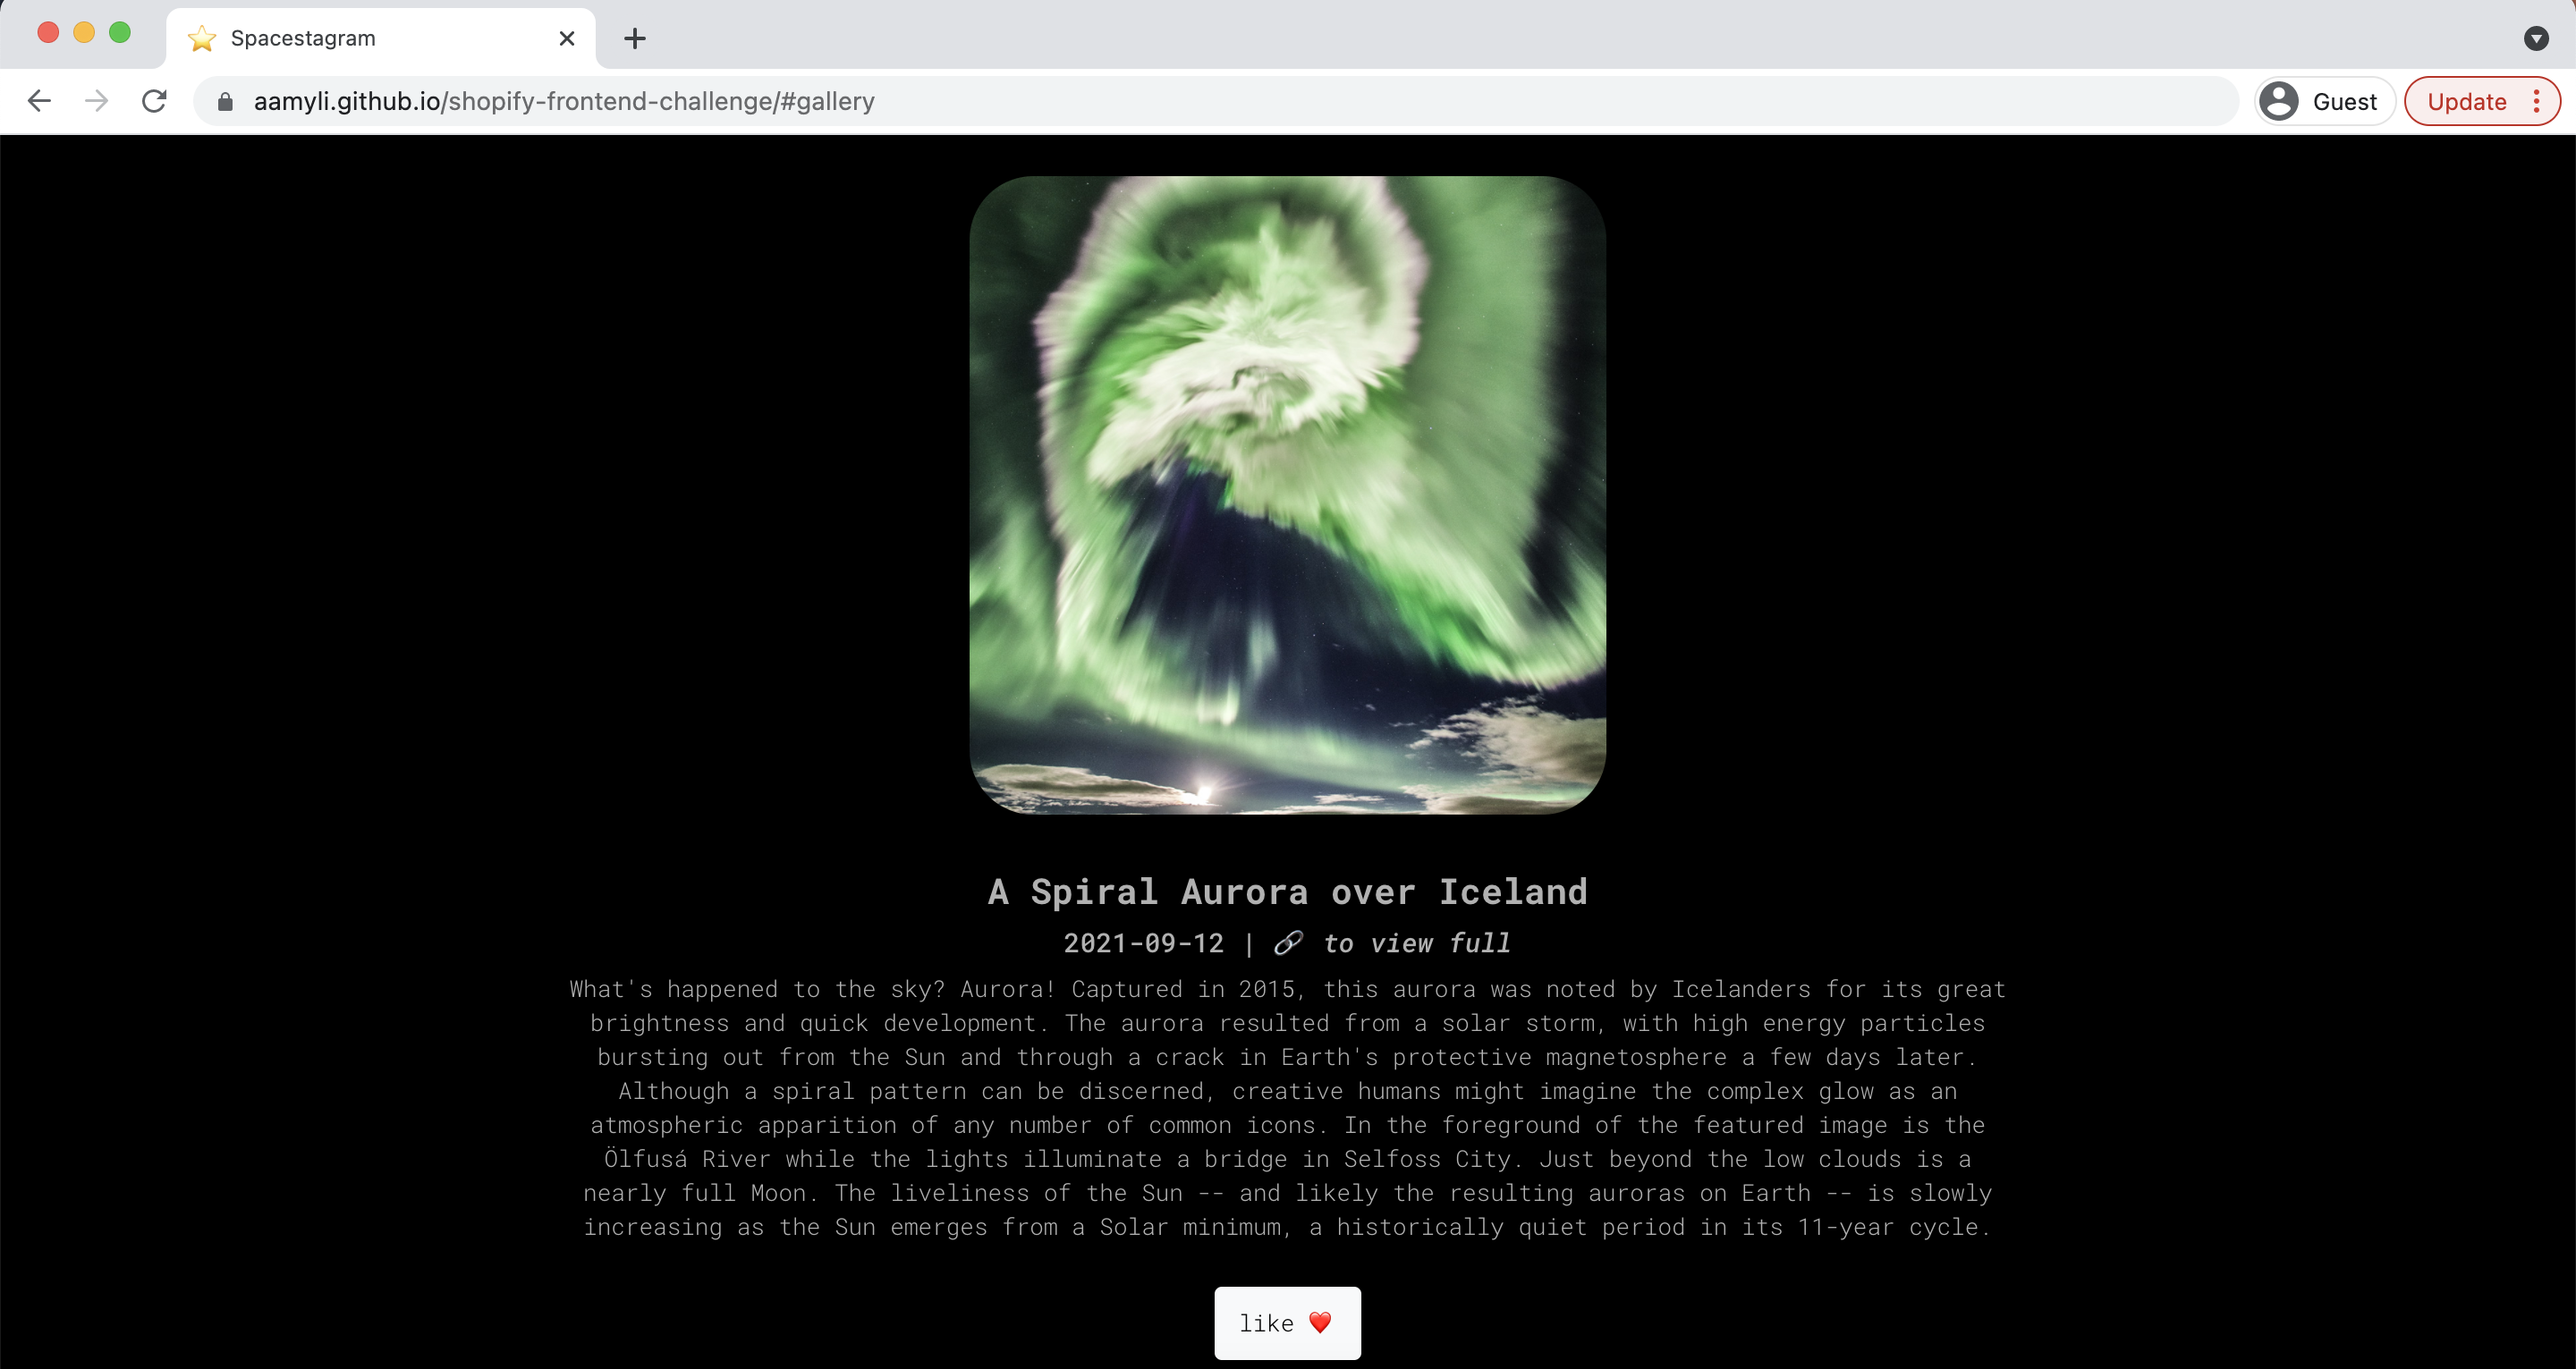 Spacestagram
aamyli.github.io/shopify-frontend-challenge/#gallery
Guest
Update
A Spiral Aurora over Iceland
2021-09-12 | 🔗 to view full
What's happened to the sky? Aurora! Captured in 2015, this aurora was noted by Icelanders for its great
brightness and quick development. The aurora resulted from a solar storm, with high energy particles
bursting out from the Sun and through a crack in Earth's protective magnetosphere a few days later.
Although a spiral pattern can be discerned, creative humans might imagine the complex glow as an
atmospheric apparition of any number of common icons. In the foreground of the featured image is the
Ölfusá River while the lights illuminate a bridge in Selfoss City. Just beyond the low clouds is a
nearly full Moon. The liveliness of the Sun -- and likely the resulting auroras on Earth -- is slowly
increasing as the Sun emerges from a Solar minimum, a historically quiet period in its 11-year cycle.
like ❤️